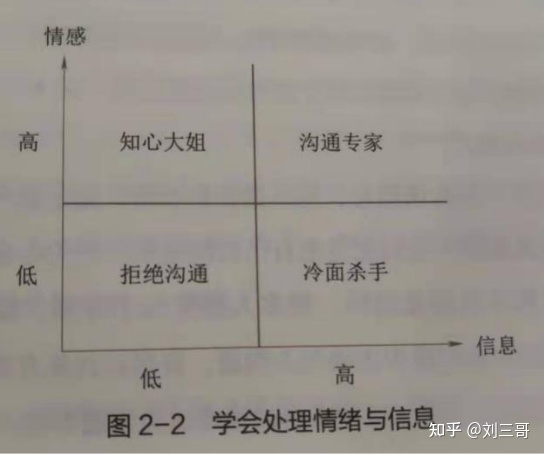 情感
高
知心大姐
沟通专家
低
拒绝沟通
冷面杀手
信息
低
高
图 2-2 学会处理情绪与信息
知乎 @刘三哥